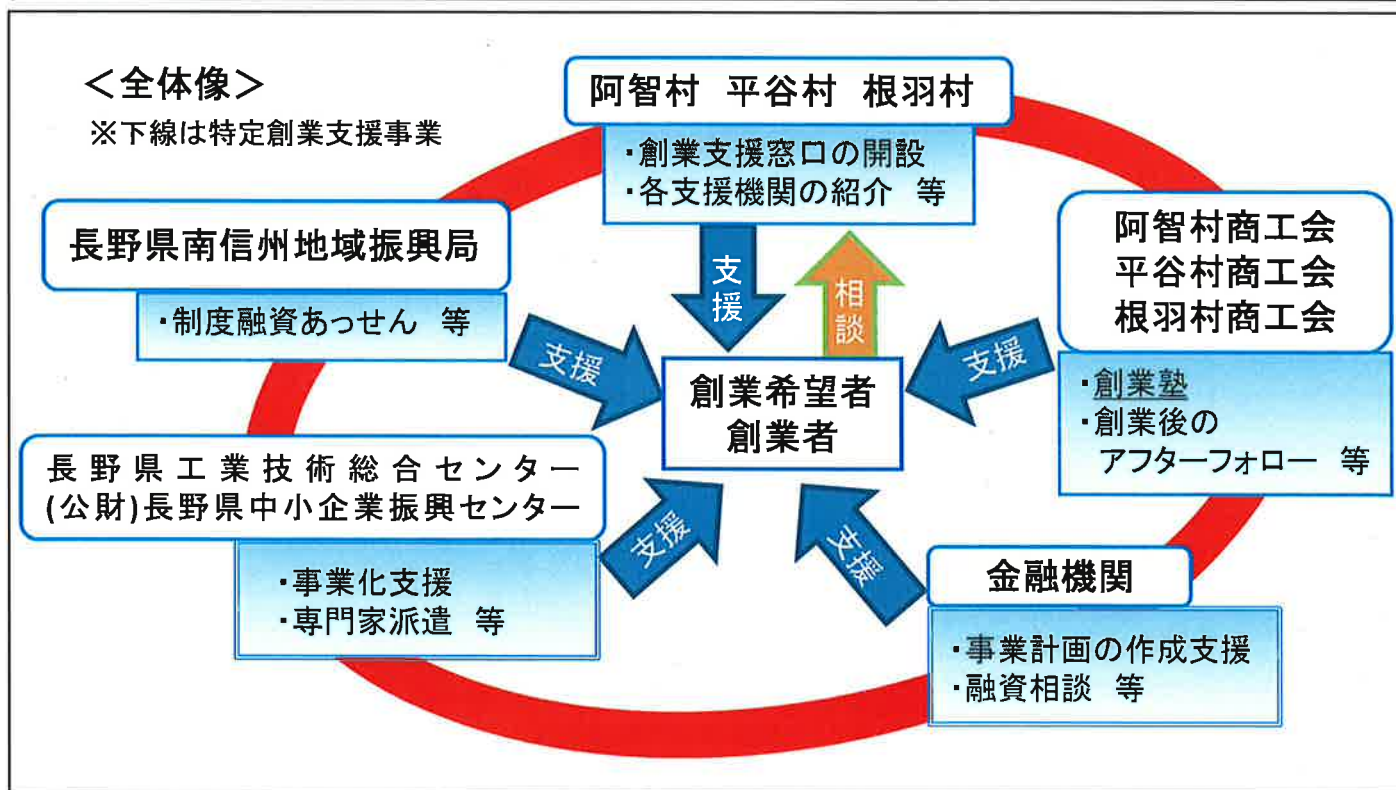 ＜全体像＞
※下線は特定創業支援事業
阿智村 平谷村 根羽村
・創業支援窓口の開設
・各支援機関の紹介 等
長野県南信州地域振興局
・制度融資あっせん 等
阿智村商工会
平谷村商工会
根羽村商工会
・創業塾
・創業後の
アフターフォロー 等
支援
相談
支援
支援
創業希望者
創業者
長野県工業技術総合センター
(公財)長野県中小企業振興センター
・事業化支援
・専門家派遣 等
支援
支援
金融機関
・事業計画の作成支援
・融資相談 等